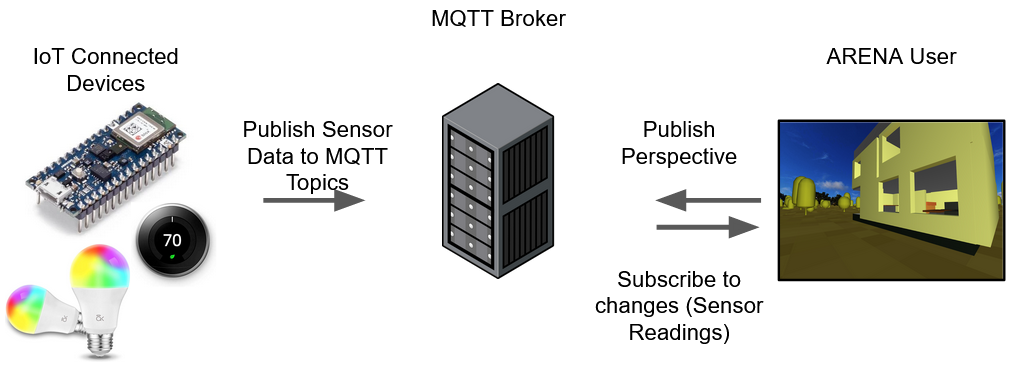 MQTT Broker
IoT Connected
Devices
ARENA User
Publish Sensor
Data to MQTT
Topics
Publish
Perspective
70
Subscribe to
changes (Sensor
Readings)